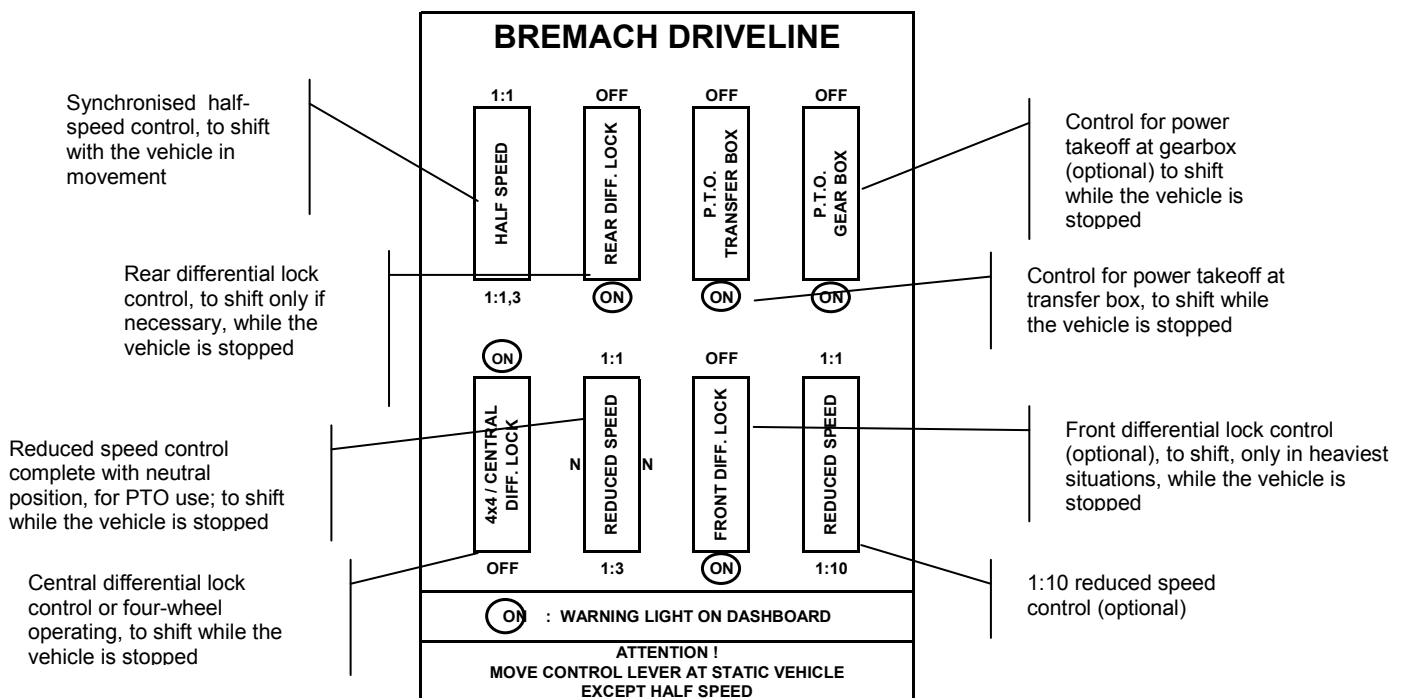 BREMACH DRIVELINE
1:1
OFF
OFF
OFF
HALF SPEED
REAR DIFF. LOCK
P.T.O.
TRANSFER BOX
P.T.O.
GEAR BOX
1:1,3
ON
ON
ON
ON
1:1
OFF
1:1
4x4 / CENTRAL
DIFF. LOCK
N
REDUCED SPEED
N
FRONT DIFF. LOCK
REDUCED SPEED
OFF
1:3
ON
1:10
ON : WARNING LIGHT ON DASHBOARD
ATTENTION !
MOVE CONTROL LEVER AT STATIC VEHICLE
EXCEPT HALF SPEED
Synchronised half-
speed control, to shift
with the vehicle in
movement
Rear differential lock
control, to shift only if
necessary, while the
vehicle is stopped
Reduced speed control
complete with neutral
position, for PTO use; to shift
while the vehicle is stopped
Central differential lock
control or four-wheel
operating, to shift while the
vehicle is stopped
Control for power
takeoff at gearbox
(optional) to shift
while the vehicle is
stopped
Control for power takeoff at
transfer box, to shift while
the vehicle is stopped
Front differential lock control
(optional), to shift, only in heaviest
situations, while the vehicle is
stopped
1:10 reduced speed
control (optional)